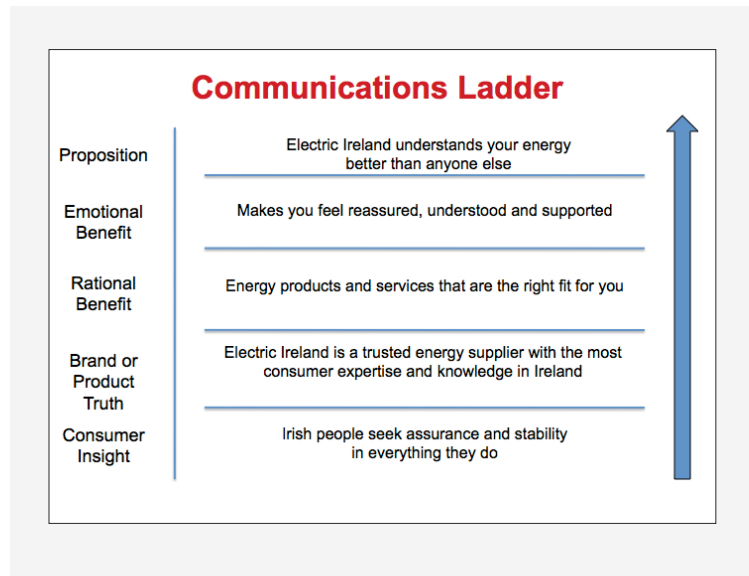 Communications Ladder
Proposition
Electric Ireland understands your energy
better than anyone else
Emotional
Benefit
Makes you feel reassured, understood and supported
Rational
Benefit
Energy products and services that are the right fit for you
Brand or
Product
Truth
Electric Ireland is a trusted energy supplier with the most
consumer expertise and knowledge in Ireland
Consumer
Insight
Irish people seek assurance and stability
in everything they do